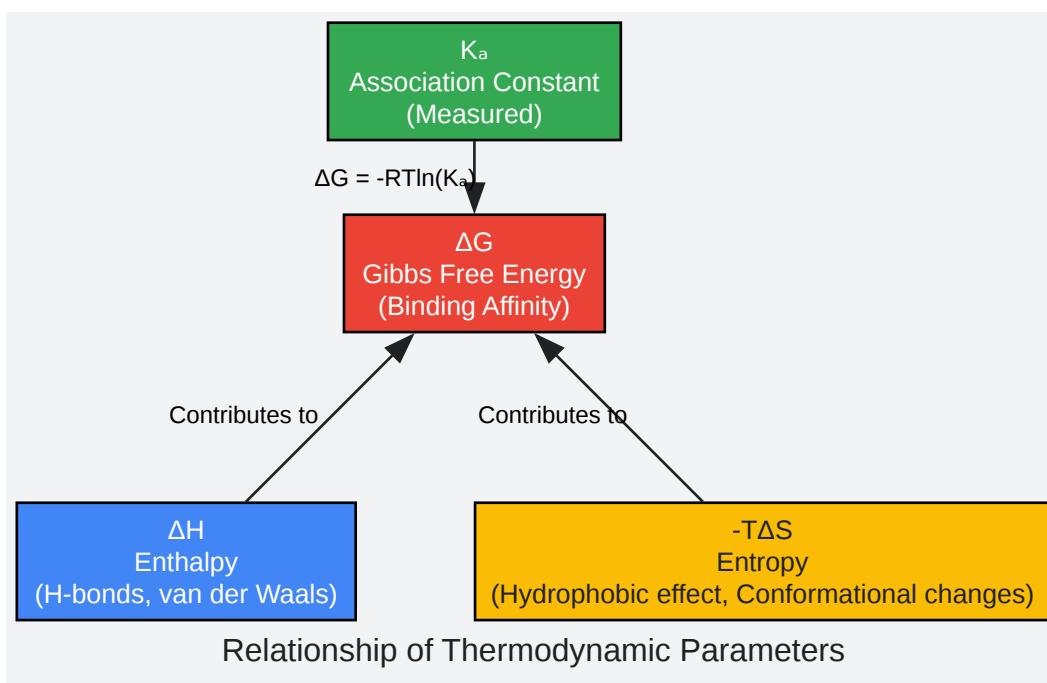 Kₐ
Association Constant
(Measured)
ΔG = -RTln(Kₐ)
ΔG
Gibbs Free Energy
(Binding Affinity)
Contributes to
Contributes to
ΔH
Enthalpy
(H-bonds, van der Waals)
-TΔS
Entropy
(Hydrophobic effect, Conformational changes)
Relationship of Thermodynamic Parameters